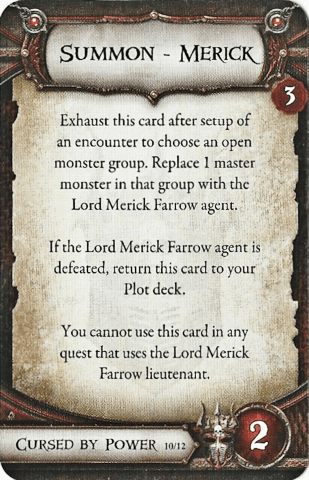 Summon - Merick
3
Exhaust this card after setup of
an encounter to choose an open
monster group. Replace 1 master
monster in that group with the
Lord Merick Farrow agent.
If the Lord Merick Farrow agent is
defeated, return this card to your
Plot deck.
You cannot use this card in any
quest that uses the Lord Merick
Farrow lieutenant.
Cursed by Power 10/12
2